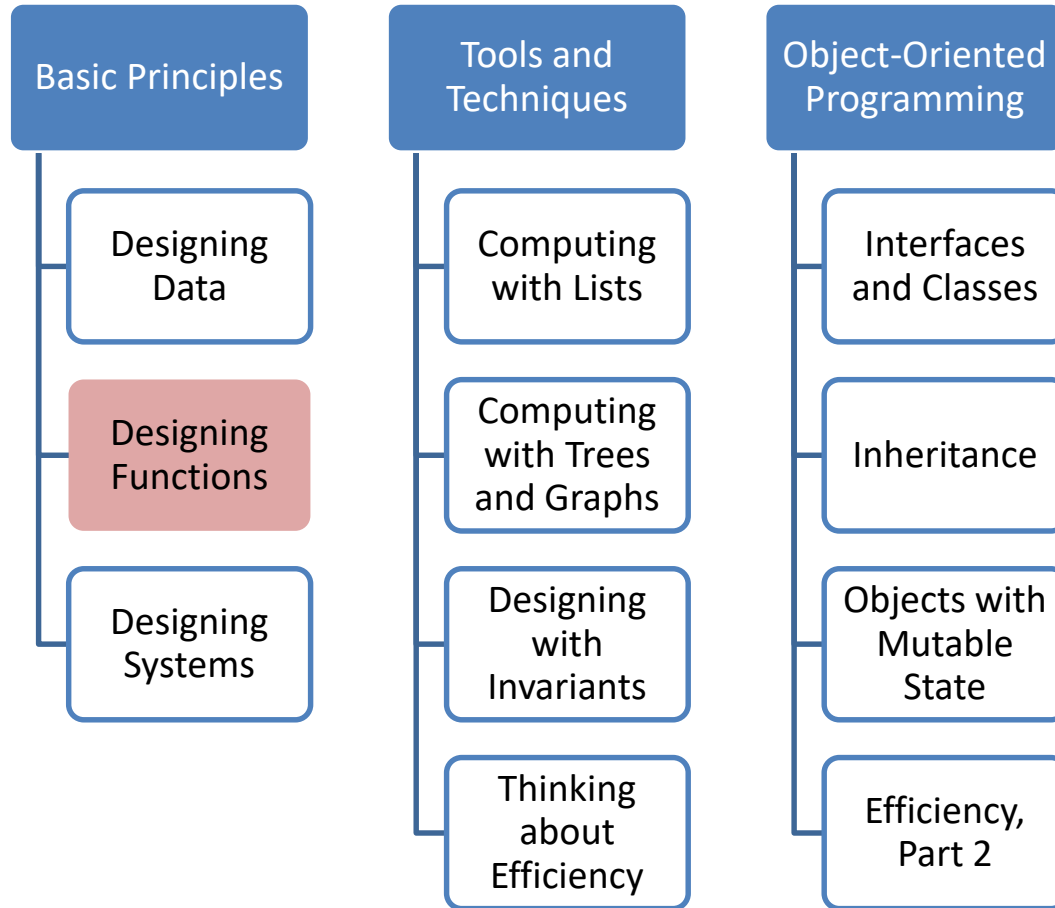 Basic Principles
Designing
Data
Designing
Functions
Designing
Systems
Tools and
Techniques
Computing
with Lists
Computing
with Trees
and Graphs
Designing
with
Invariants
Thinking
about
Efficiency
Object-Oriented
Programming
Interfaces
and Classes
Inheritance
Objects with
Mutable
State
Efficiency,
Part 2